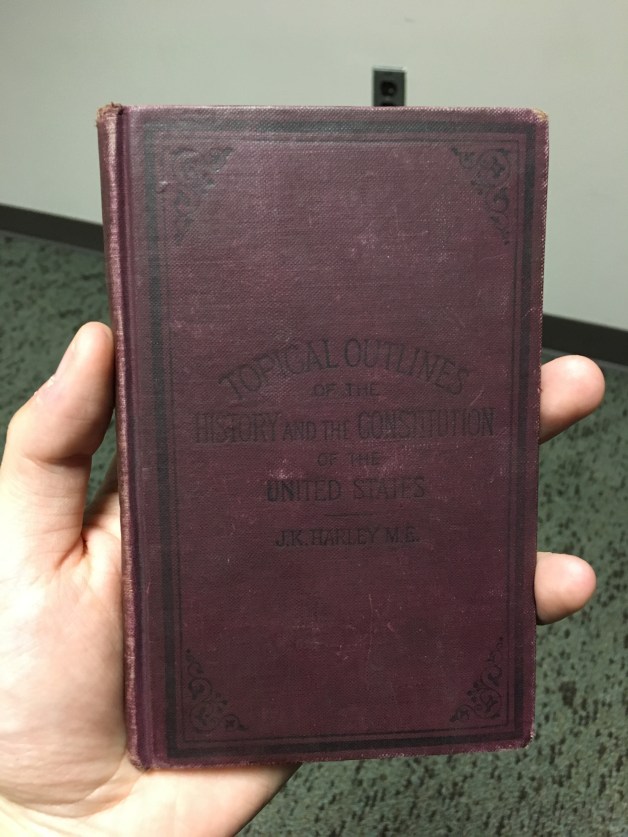 TOPICAL OUTLINES
OF THE
HISTORY AND THE CONSTITUTION
OF THE
UNITED STATES
J.K. HARLEY M.E.